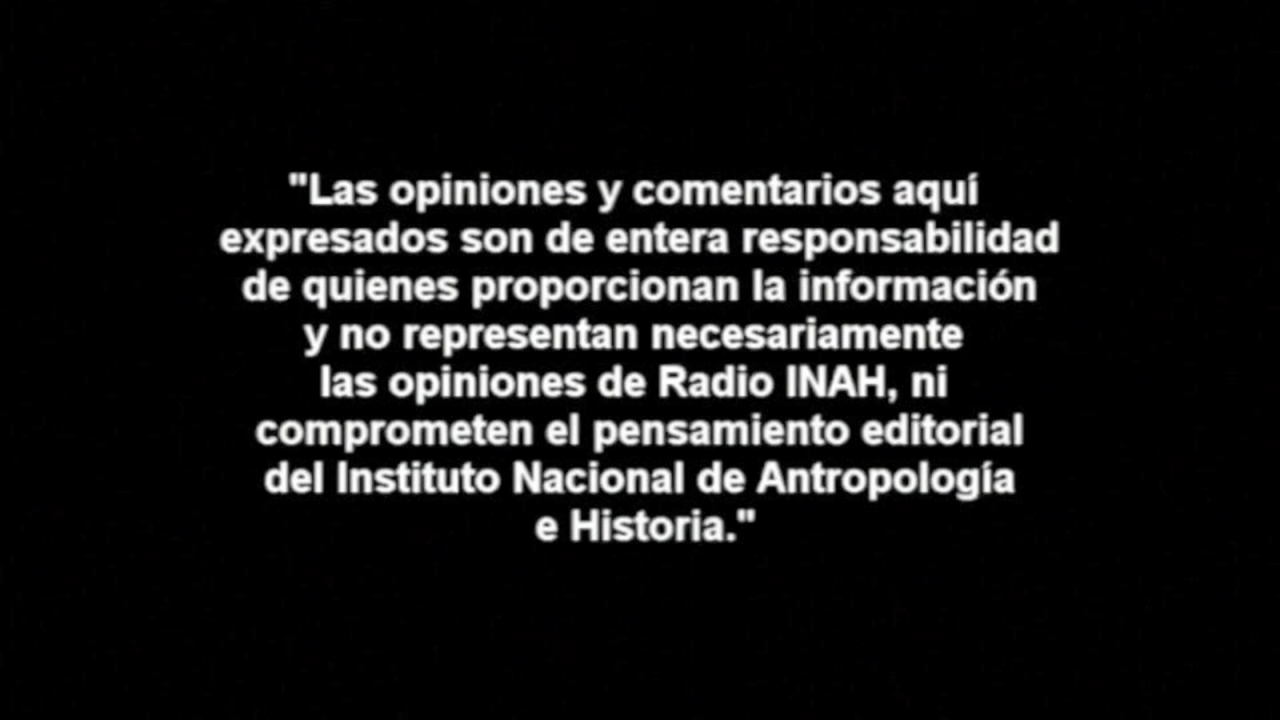 "Las opiniones y comentarios aquí
expresados son de entera responsabilidad
de quienes proporcionan la información
y no representan necesariamente
las opiniones de Radio INAH, ni
comprometen el pensamiento editorial
del Instituto Nacional de Antropología
e Historia."